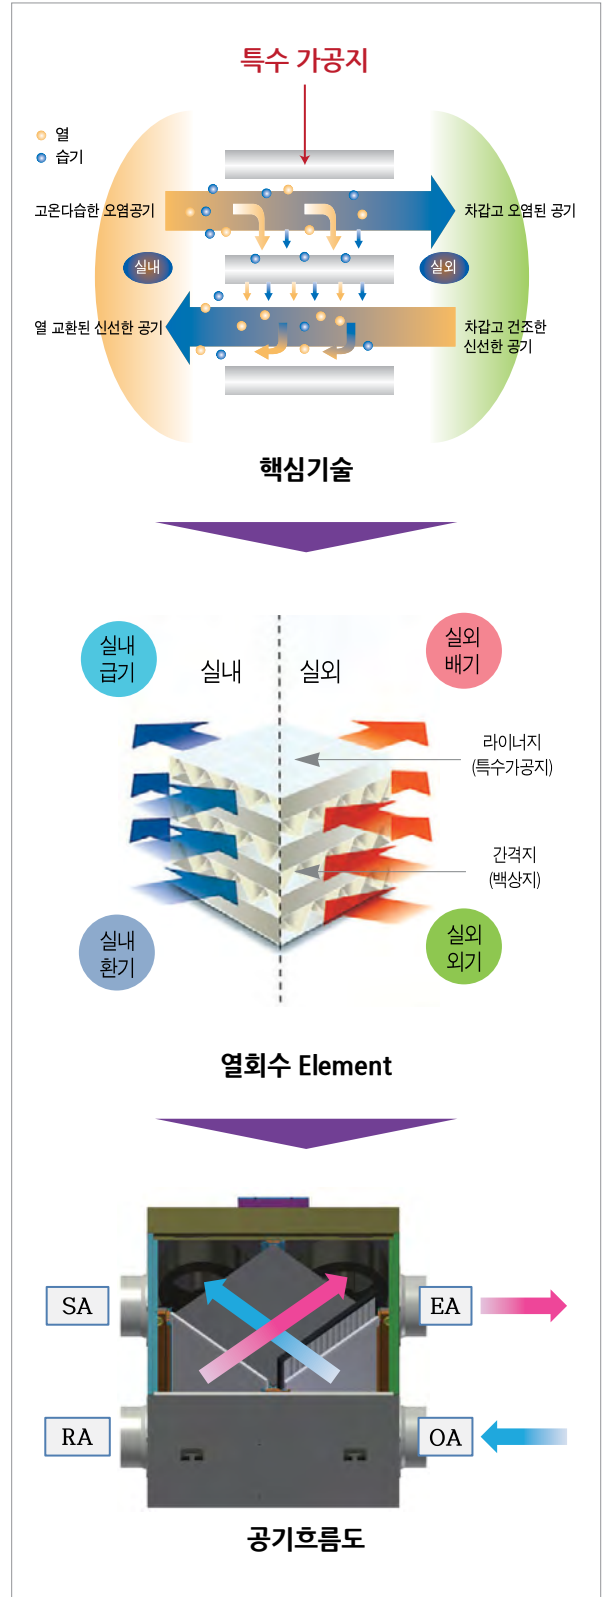 특수 가공지
열
습기
고온다습한 오염공기
차갑고 오염된 공기
실내
실외
열 교환된 신선한 공기
차갑고 건조한
신선한 공기
핵심기술
실내
급기
실내
실외
실외
배기
라이너지
(특수가공지)
간격지
(백상지)
실내
환기
실외
외기
열회수 Element
SA
EA
RA
OA
공기흐름도